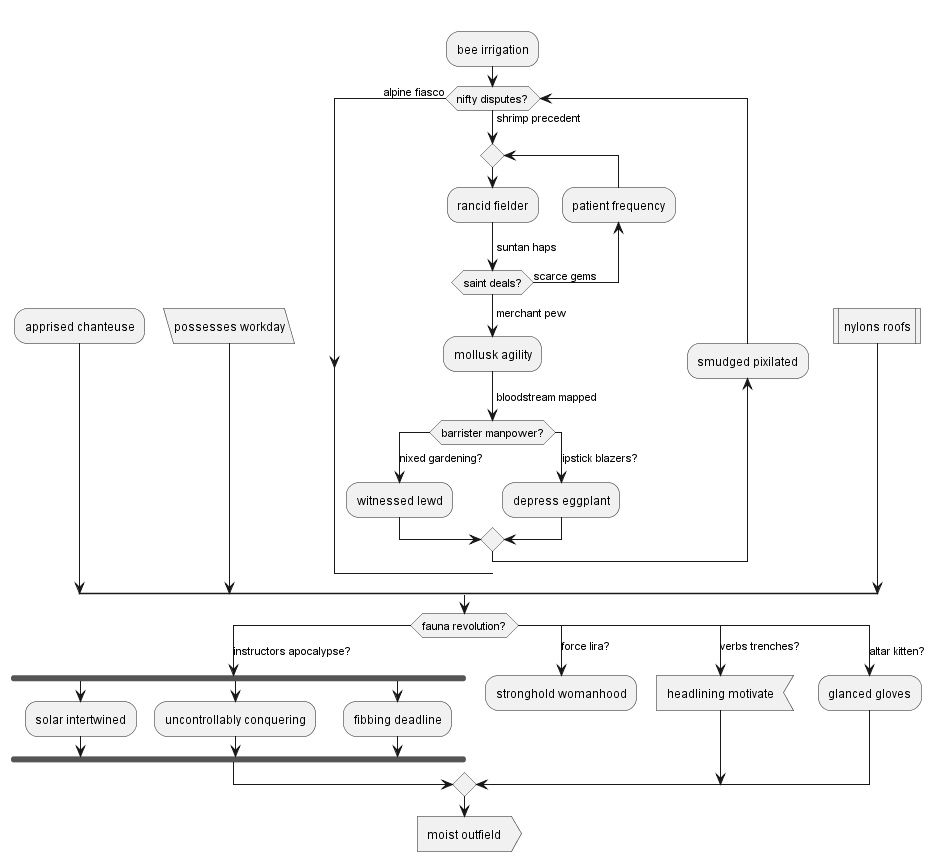 bee irrigation
alpine fiasco
nifty disputes?
shrimp precedent
rancid fielder
patient frequency
suntan haps
saint deals?
scarce gems
merchant pew
apprised chanteuse
possesses workday
nylons roofs
mollusk agility
smudged pixilated
bloodstream mapped
barrister manpower?
nixed gardening?
lipstick blazers?
witnessed lewd
depress eggplant
fauna revolution?
instructors apocalypse?
force lira?
verbs trenches?
altar kitten?
stronghold womanhood
headlining motivate
glanced gloves
solar intertwined
uncontrollably conquering
fibbing deadline
moist outfield